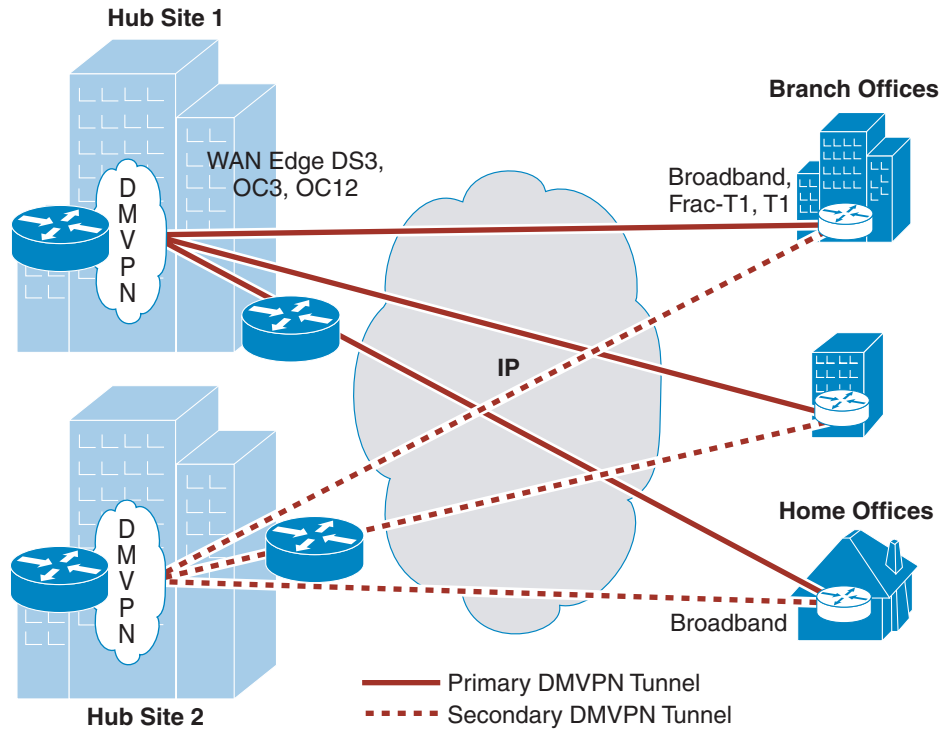 Hub Site 1
Branch Offices
WAN Edge DS3,
OC3, OC12
Broadband,
Frac-T1, T1
D
M
V
P
N
IP
Home Offices
D
M
V
P
N
Broadband
Primary DMVPN Tunnel
Secondary DMVPN Tunnel
Hub Site 2